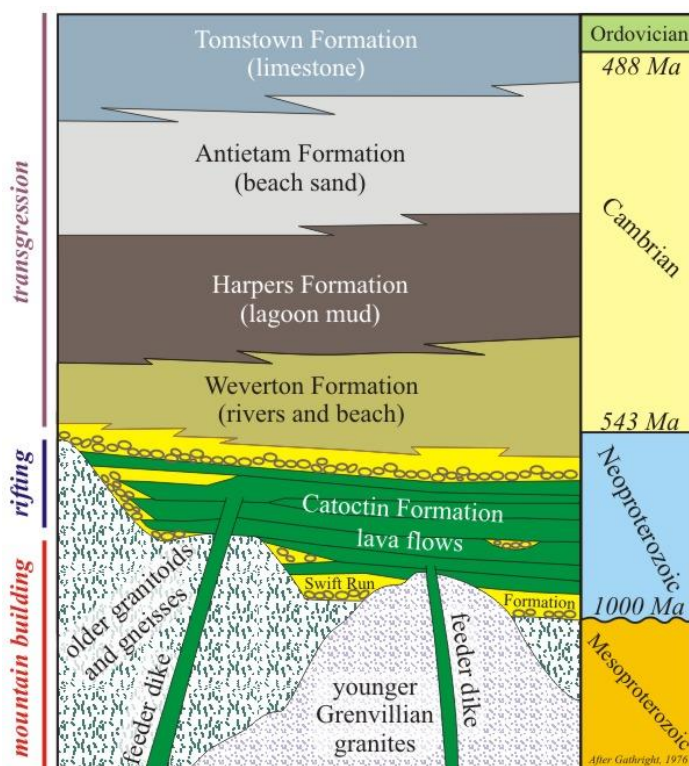 transgression
rifting
mountain building
Tomstown Formation
(limestone)
Antietam Formation
(beach sand)
Harpers Formation
(lagoon mud)
Weverton Formation
(rivers and beach)
Catoctin Formation
lava flows
Swift Run
Formation
older granitoids
and gneisses
feeder dike
feeder dike
younger
Grenvillian
granites
Ordovician
488 Ma
Cambrian
543 Ma
Neoproterozoic
1000 Ma
Mesoproterozoic
After Gathright, 1976